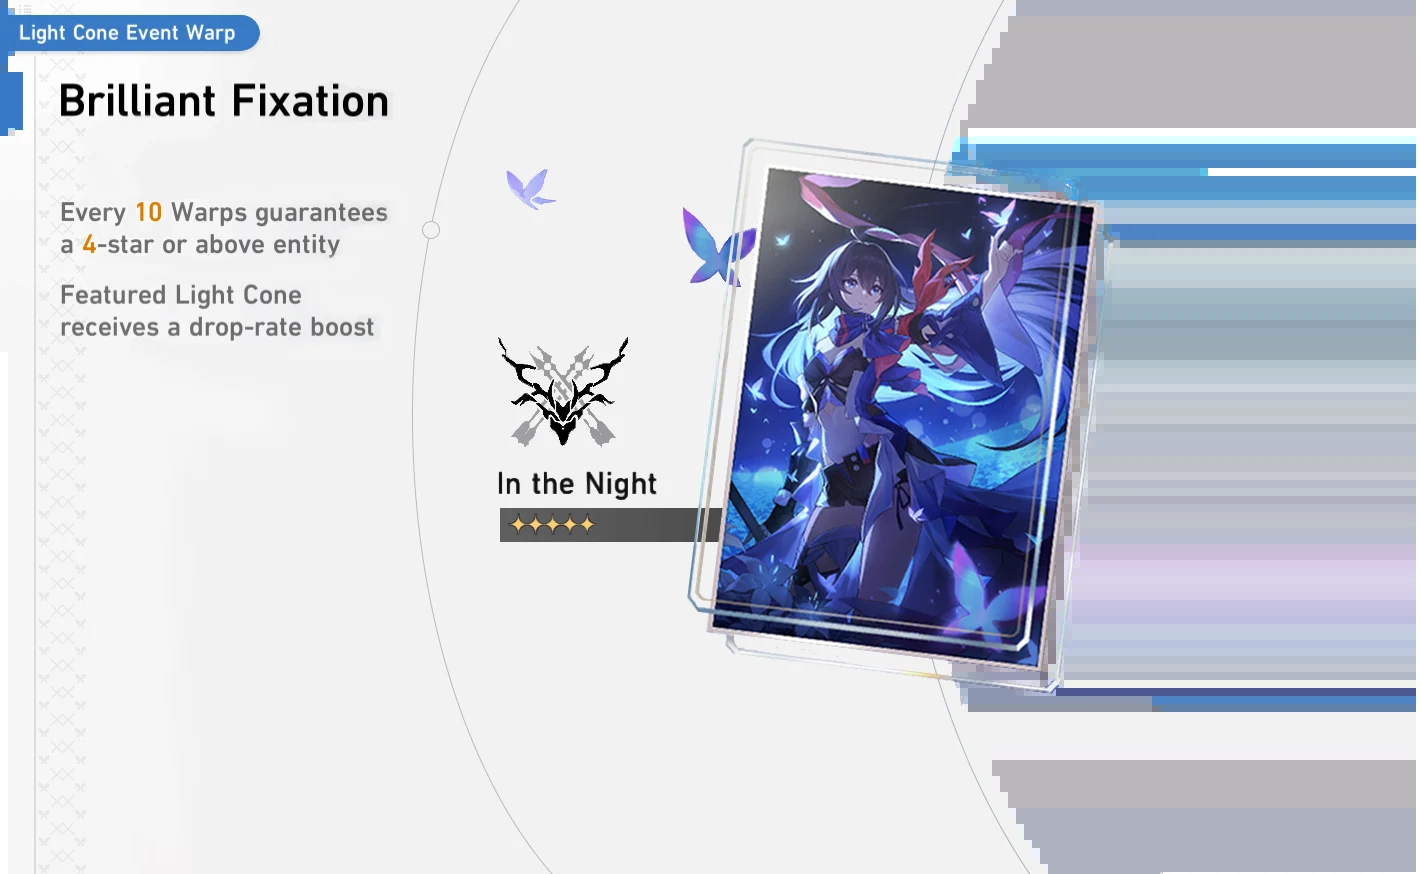 Light Cone Event Warp
Brilliant Fixation
Every 10 Warps guarantees
a 4-star or above entity
Featured Light Cone
receives a drop-rate boost
In the Night